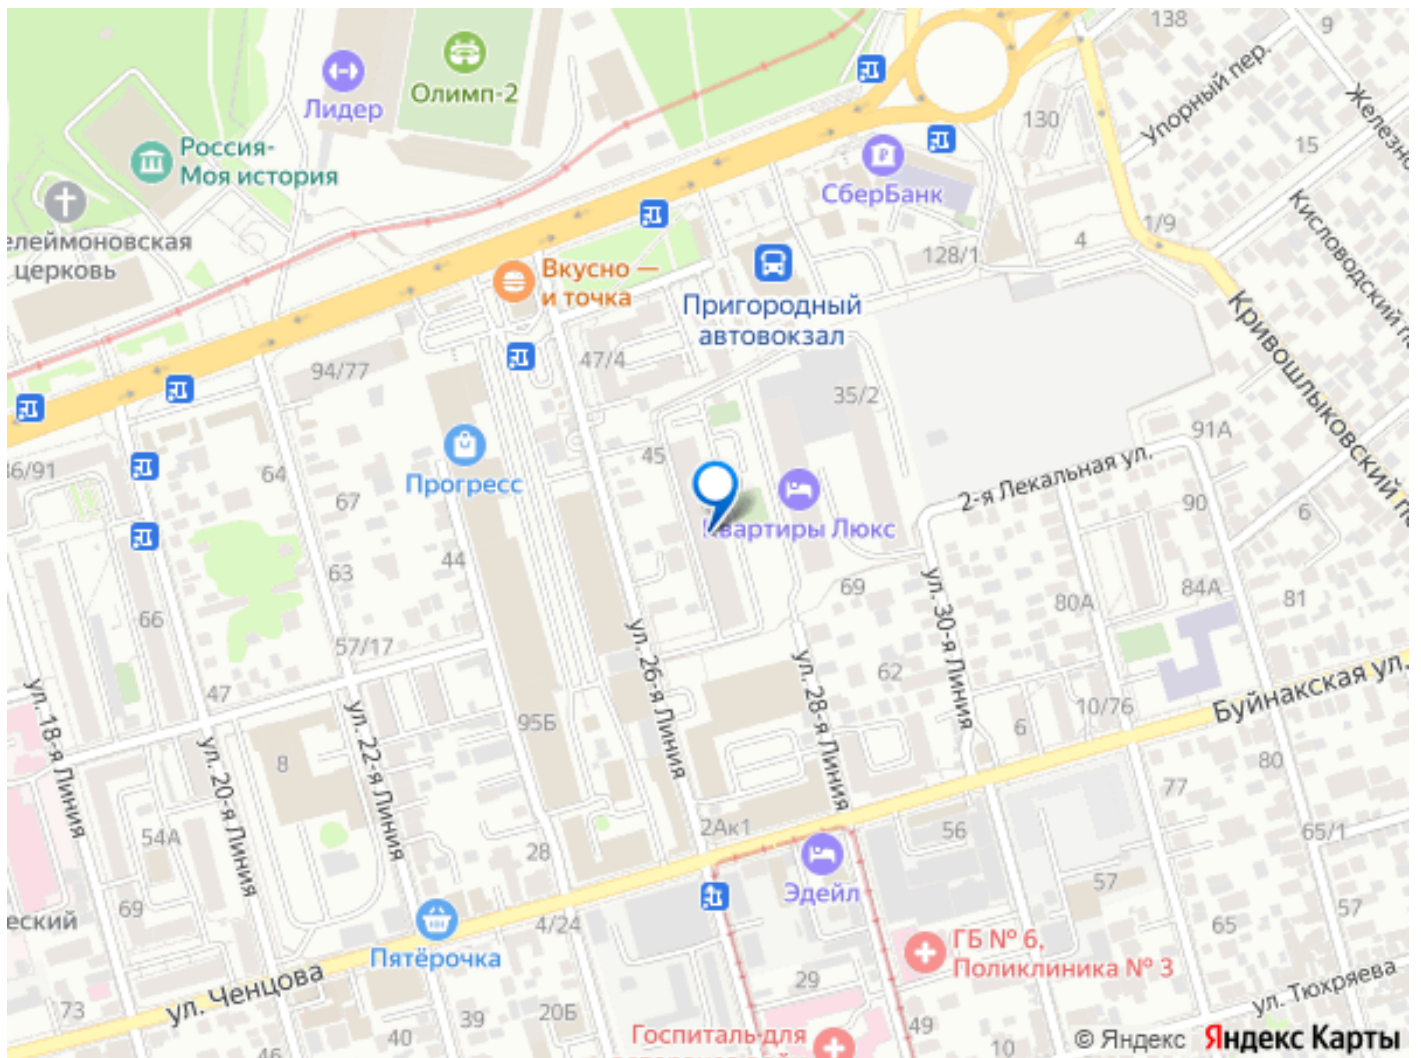 138
9
Упорный пер.
Железно
Лидер
Олимп-2
130
15
Россия-
Моя история
СберБанк
Кисловодский п
елеймоновская
церковь
1/9
4
128/1
Вкусно —
и точка
Пригородный
автовокзал
Кривошлыковский п
94/77
47/4
35/2
36/91
64
67
Прогресс
45
91А
2-я Лекальная ул.
Квартиры Люкс
90
6
44
63
69
80А
84А
81
66
57/17
ул. 26-я Линия
ул. 28-я Линия
ул. 30-я Линия
62
47
10/76
Буйнакская ул.
ул. 18-я Линия
ул. 20-я Линия
ул. 22-я Линия
95Б
6
8
80
77
54А
28
2Ак1
56
65/1
Эдейл
69
57
еский
57
4/24
65
Пятёрочка
ГБ № 6,
Поликлиника № 3
ул. Ченцова
29
ул. Тюхряева
73
40
39
20Б
46
Госпиталь для
49
10
© Яндекс Яндекс Карты